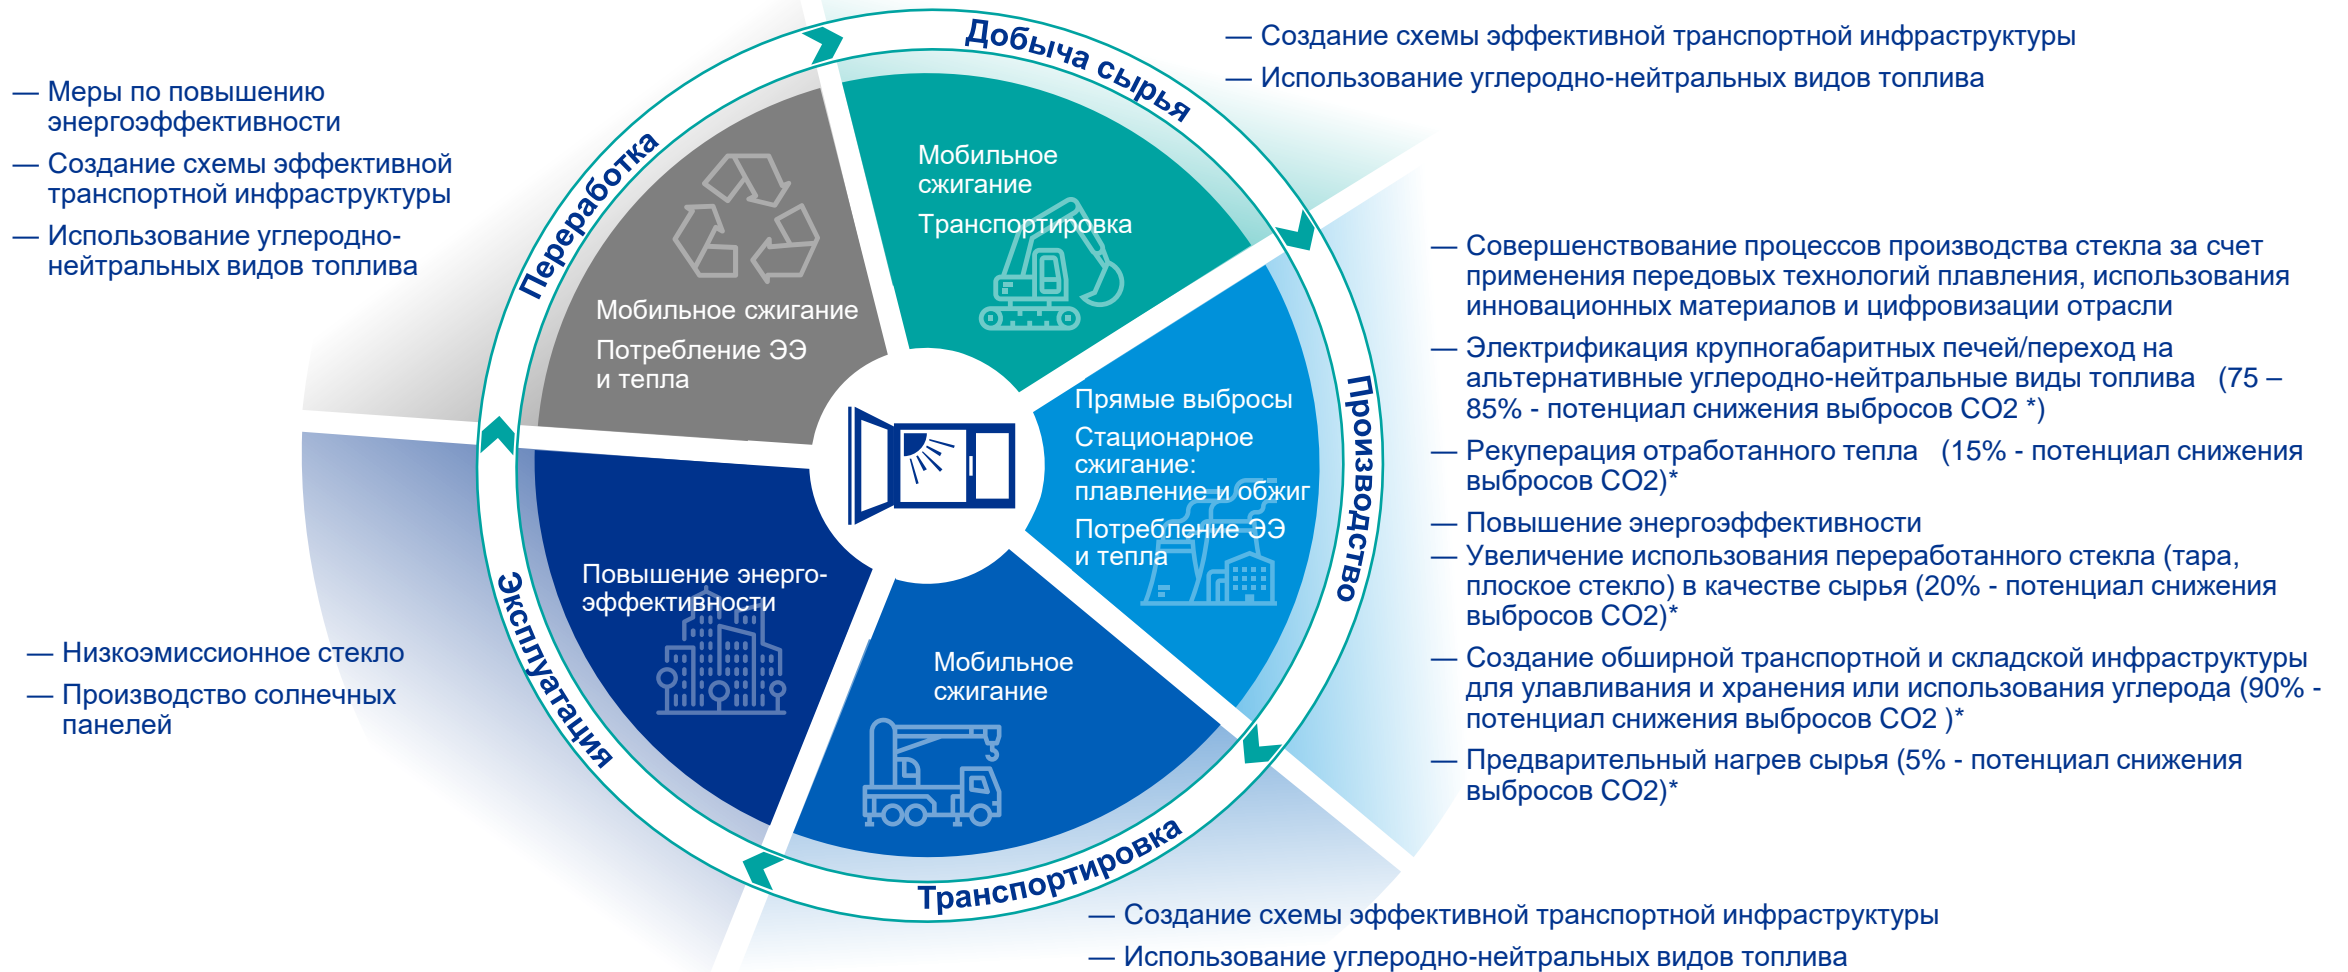 Добыча сырья
— Создание схемы эффективной транспортной инфраструктуры
— Использование углеродно-нейтральных видов топлива
Мобильное
сжигание
Транспортировка
Производство
— Совершенствование процессов производства стекла за счет
применения передовых технологий плавления, использования
инновационных материалов и цифровизации отрасли
— Электрификация крупногабаритных печей/переход на
альтернативные углеродно-нейтральные виды топлива (75 –
85% - потенциал снижения выбросов CO2 *)
— Рекуперация отработанного тепла (15% - потенциал снижения
выбросов CO2)*
— Повышение энергоэффективности
— Увеличение использования переработанного стекла (тара,
плоское стекло) в качестве сырья (20% - потенциал снижения
выбросов CO2)*
— Создание обширной транспортной и складской инфраструктуры
для улавливания и хранения или использования углерода (90% -
потенциал снижения выбросов CO2 )*
— Предварительный нагрев сырья (5% - потенциал снижения
выбросов CO2)*
Прямые выбросы
Стационарное
сжигание:
плавление и обжиг
Потребление ЭЭ
и тепла
Транспортировка
— Создание схемы эффективной транспортной инфраструктуры
— Использование углеродно-нейтральных видов топлива
Мобильное
сжигание
Эксплуатация
— Низкоэмиссионное стекло
— Производство солнечных
панелей
Повышение энерго-
эффективности
Переработка
— Меры по повышению
энергоэффективности
— Создание схемы эффективной
транспортной инфраструктуры
— Использование углеродно-
нейтральных видов топлива
Мобильное сжигание
Потребление ЭЭ
и тепла